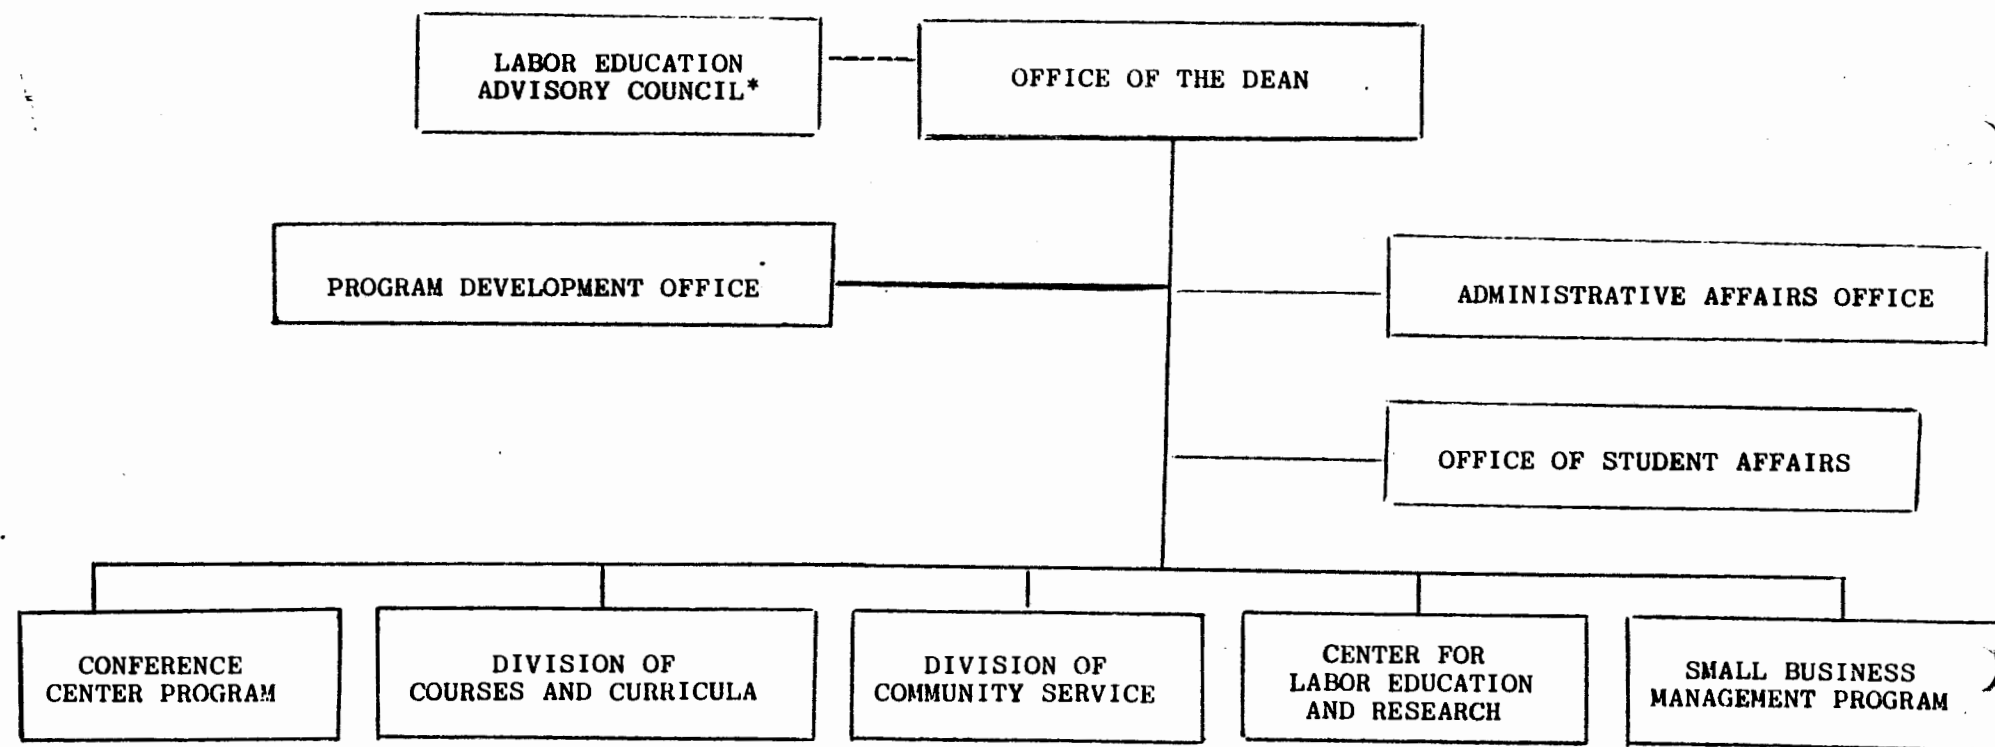 LABOR EDUCATION
ADVISORY COUNCIL*
OFFICE OF THE DEAN
PROGRAM DEVELOPMENT OFFICE
ADMINISTRATIVE AFFAIRS OFFICE
OFFICE OF STUDENT AFFAIRS
CONFERENCE
CENTER PROGRAM
DIVISION OF
COURSES AND CURRICULA
DIVISION OF
COMMUNITY SERVICE
CENTER FOR
LABOR EDUCATION
AND RESEARCH
SMALL BUSINESS
MANAGEMENT PROGRAM